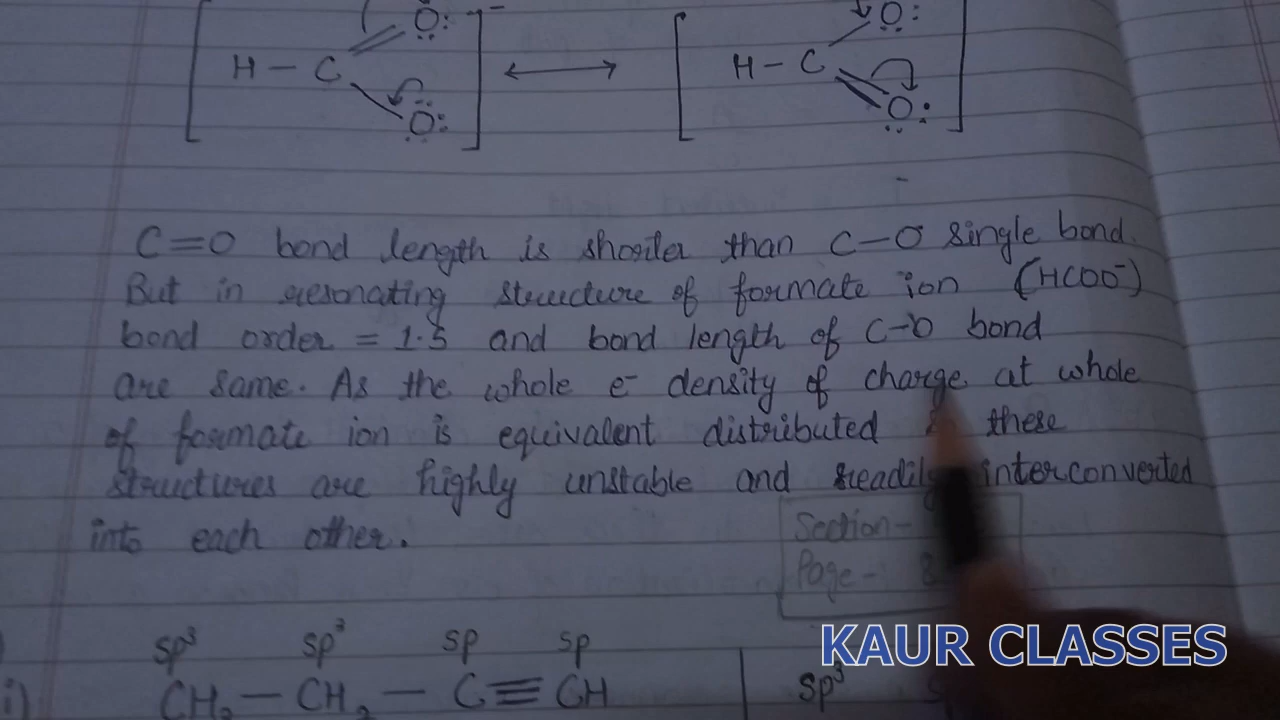 Ö:
Ö:
H - C
H - C
Ö:
Ö:
C=O bond length is shorter than C-O single bond.
But in resonating structure of formate ion (HCOO⁻)
bond order = 1.5 and bond length of C-O bond
are same. As the whole e⁻ density of charge at whole
of formate ion is equivalent distributed these
structures are highly unstable and readily interconverted
into each other.
Section-
Page-
sp³ sp³ sp sp
i) CH₃ - CH₂ - C≡CH
sp³
KAUR CLASSES